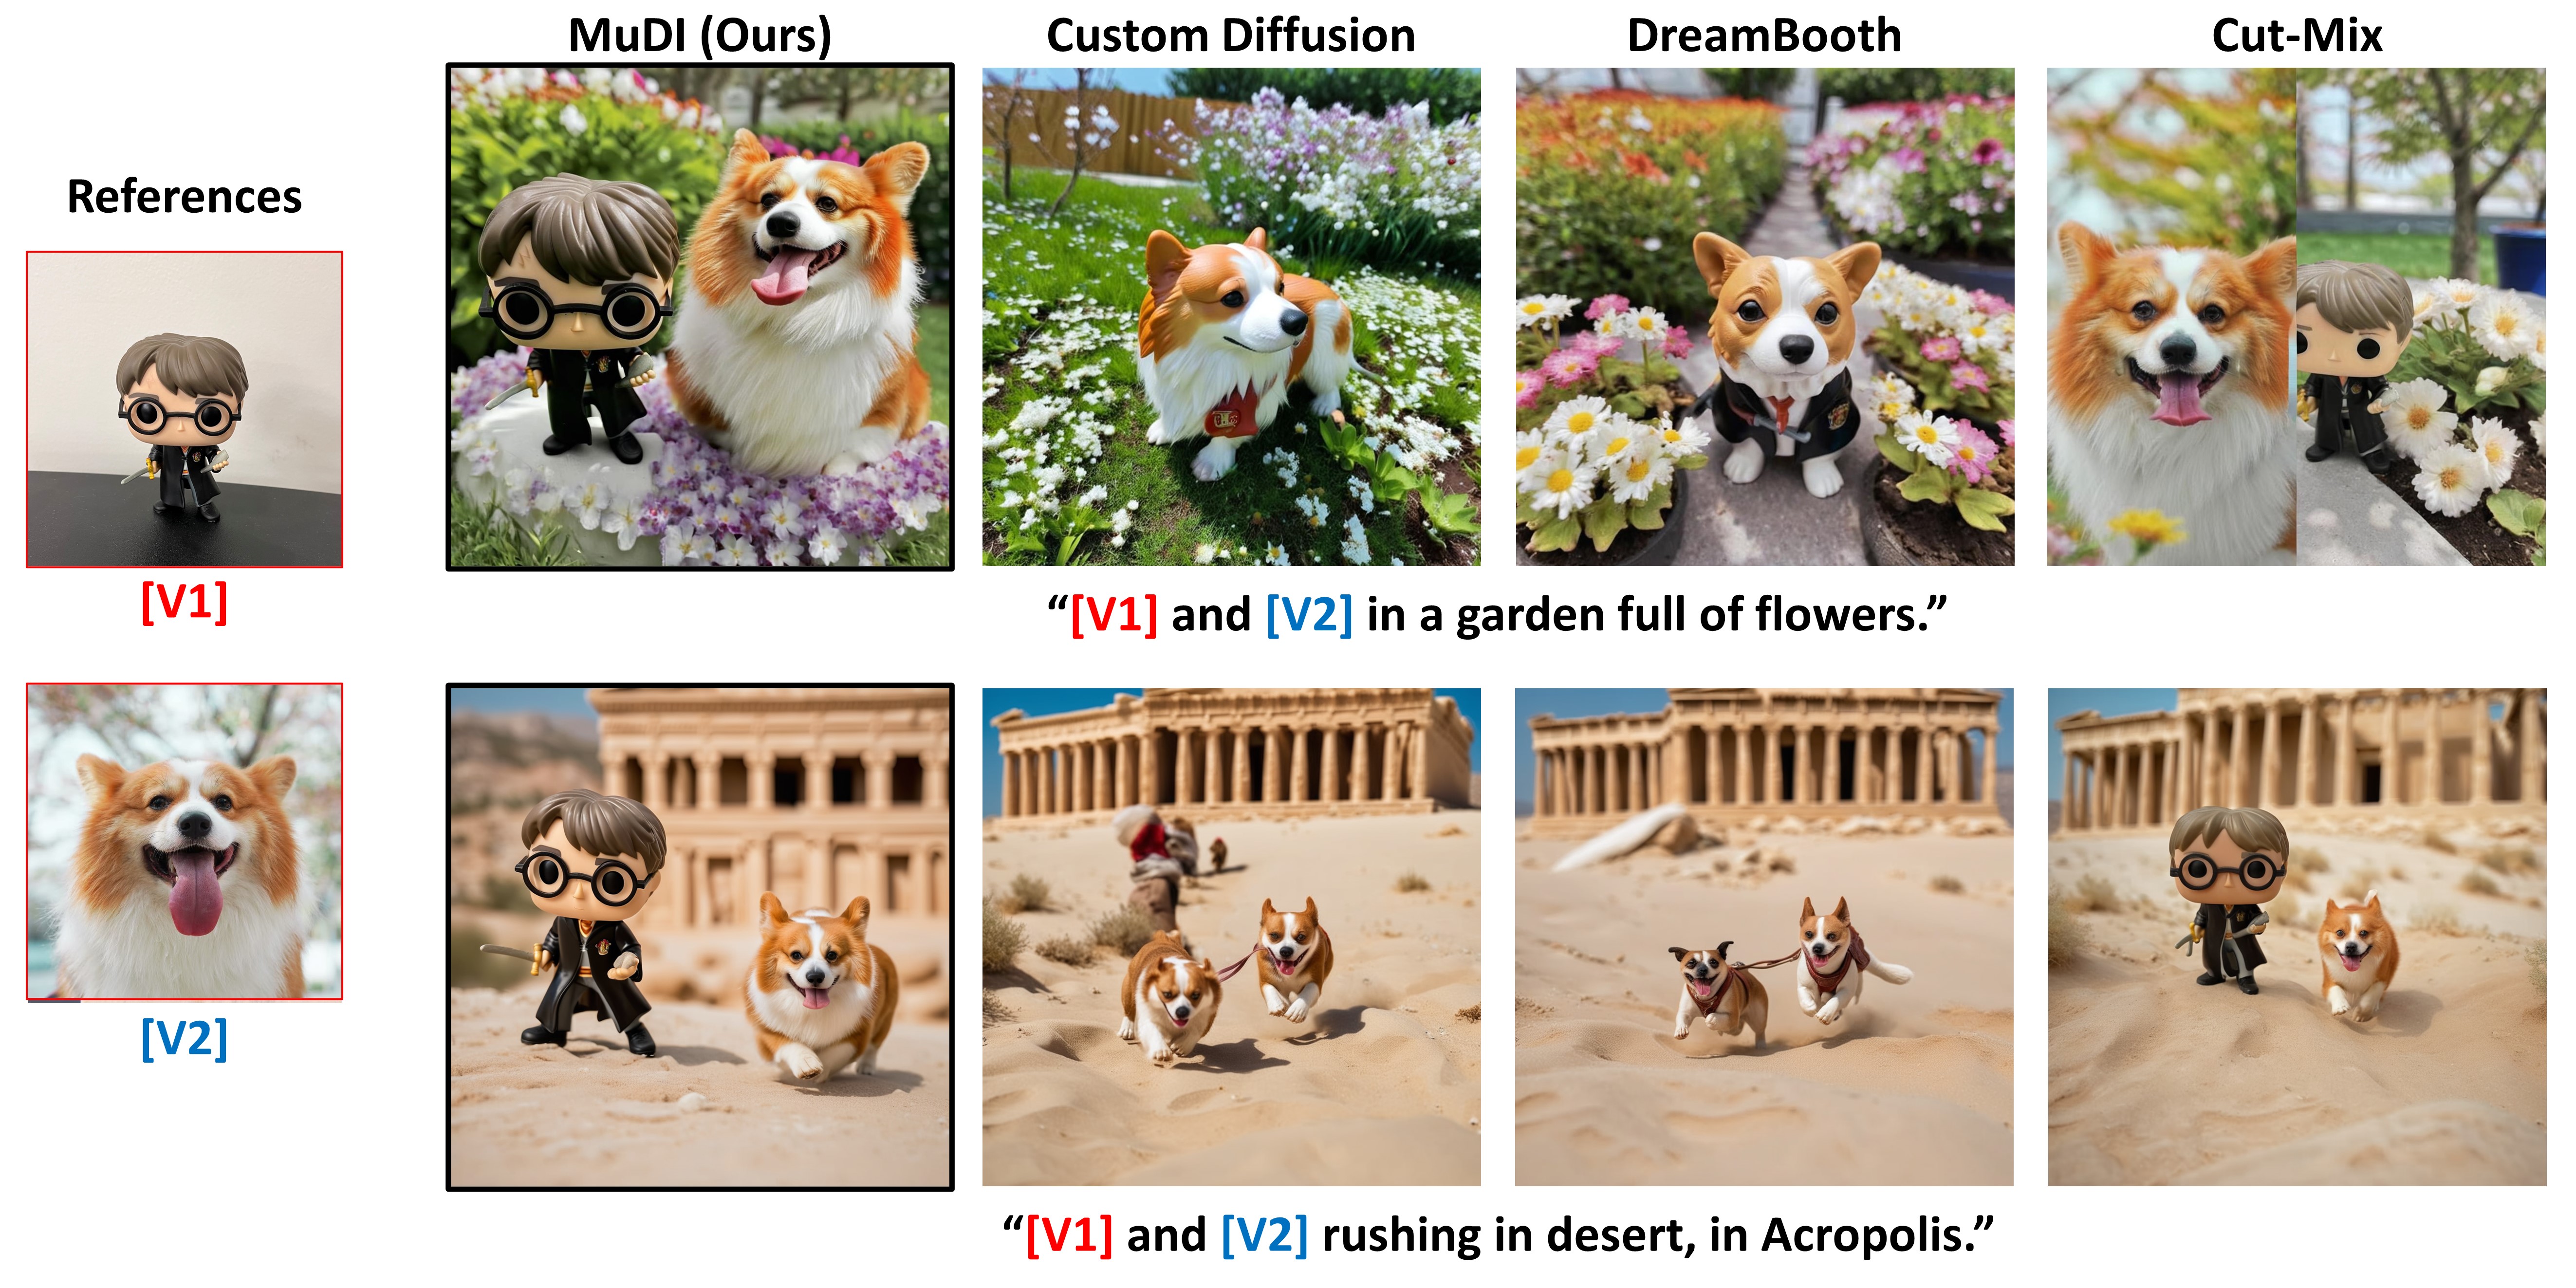 MuDI (Ours)
Custom Diffusion
DreamBooth
Cut-Mix
References
[V1]
“[V1] and [V2] in a garden full of flowers.”
[V2]
“[V1] and [V2] rushing in desert, in Acropolis.”